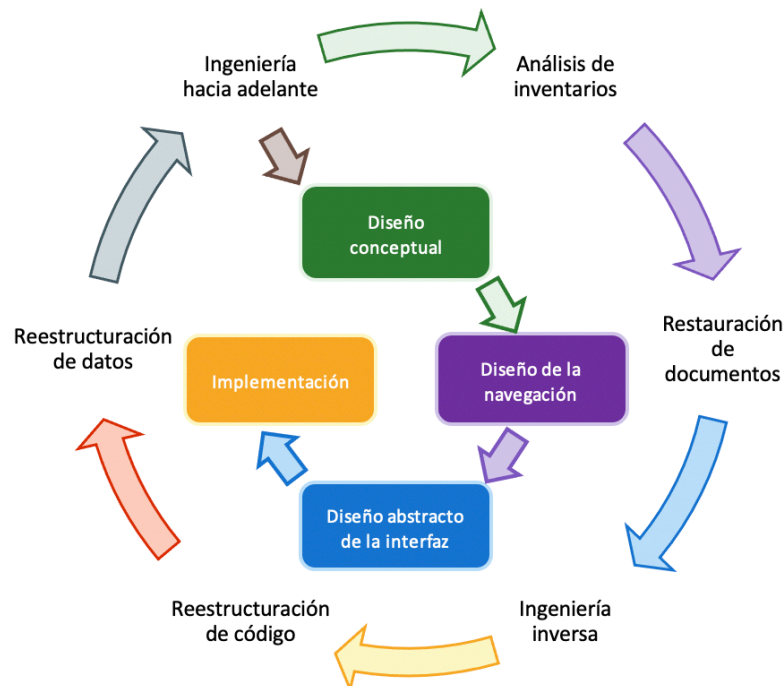 Ingeniería
hacia adelante
Análisis de
inventarios
Diseño
conceptual
Reestructuración
de datos
Implementación
Diseño de la
navegación
Restauración
de
documentos
Diseño abstracto
de la interfaz
Reestructuración
de código
Ingeniería
inversa